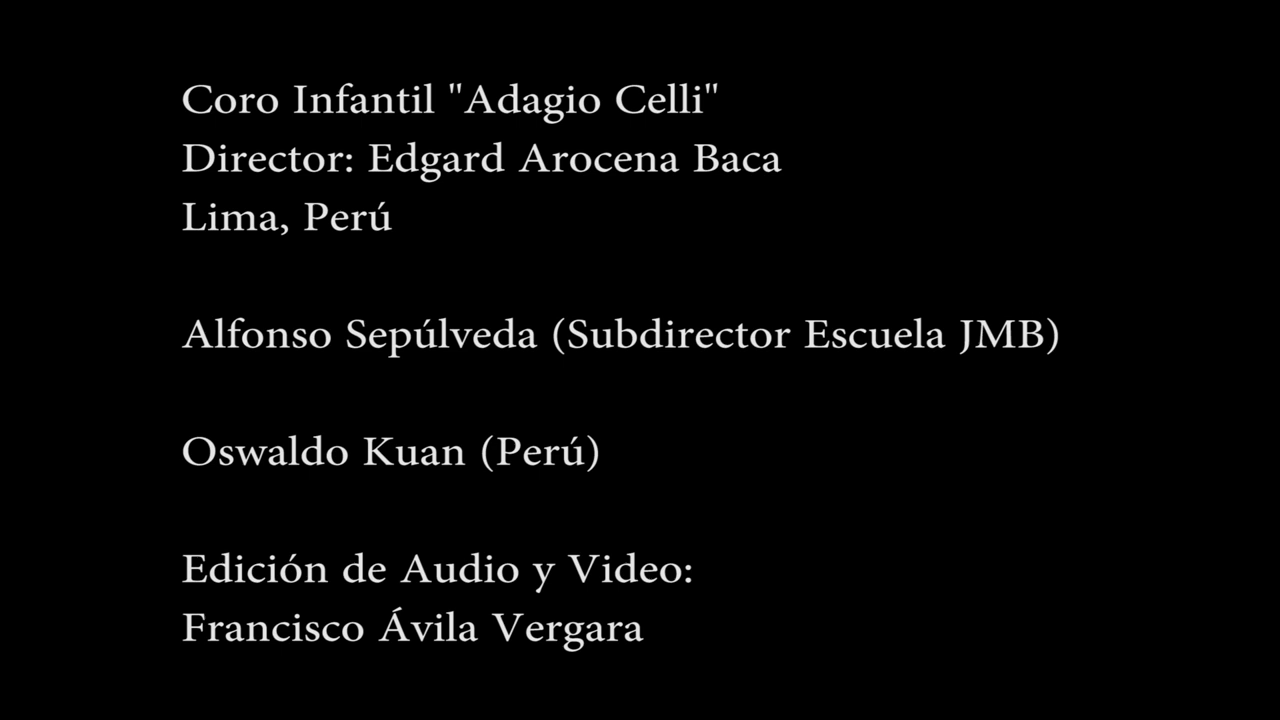 Coro Infantil "Adagio Celli"
Director: Edgard Arocena Baca
Lima, Perú
Alfonso Sepúlveda (Subdirector Escuela JMB)
Oswaldo Kuan (Perú)
Edición de Audio y Video:
Francisco Ávila Vergara